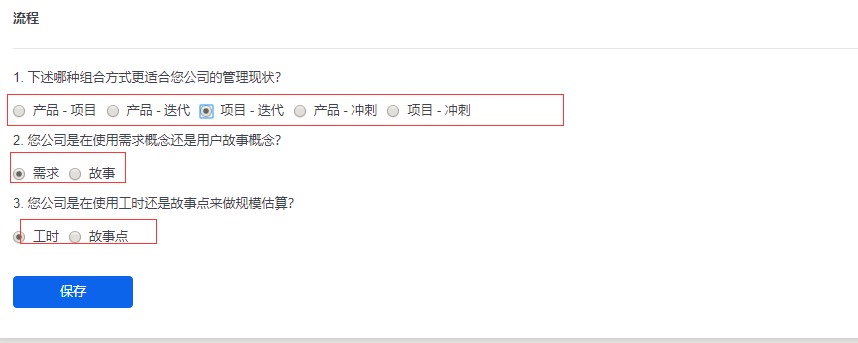 流程
1. 下述哪种组合方式更适合您公司的管理现状?
产品 - 项目 产品 - 迭代 项目 - 迭代 产品 - 冲刺 项目 - 冲刺
2. 您公司是在使用需求概念还是用户故事概念?
需求 故事
3. 您公司是在使用工时还是故事点来做规模估算?
工时 故事点
保存